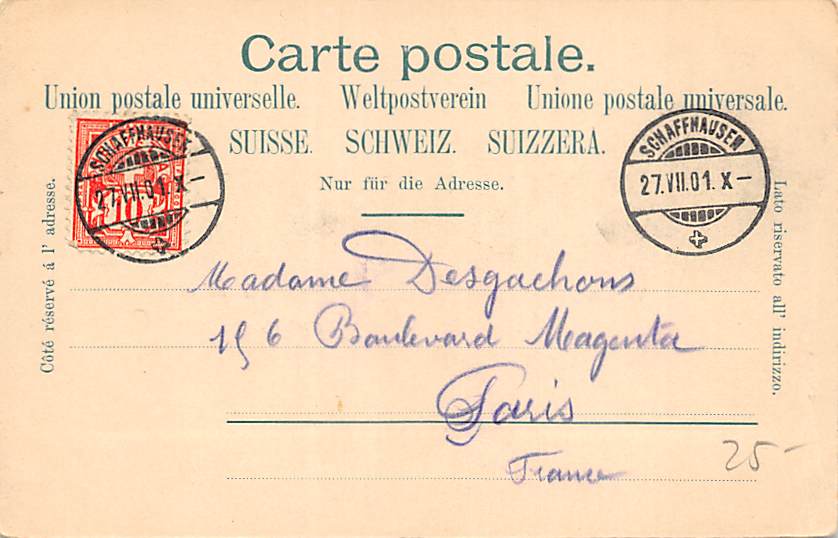 Carte postale.
Union postale universelle. Weltpostverein Unione postale universale.
SUISSE. SCHWEIZ. SUIZZERA.
Nur für die Adresse.
SCHAFFHAUSEN
27.VII.01. X –
10
SCHAFFHAUSEN
27.VII.01. X –
Côté réservé á l' adresse.
Lato riservato all' indirizzo.
Madame Desgachons
156 Boulevard Magenta
Paris
France
25-